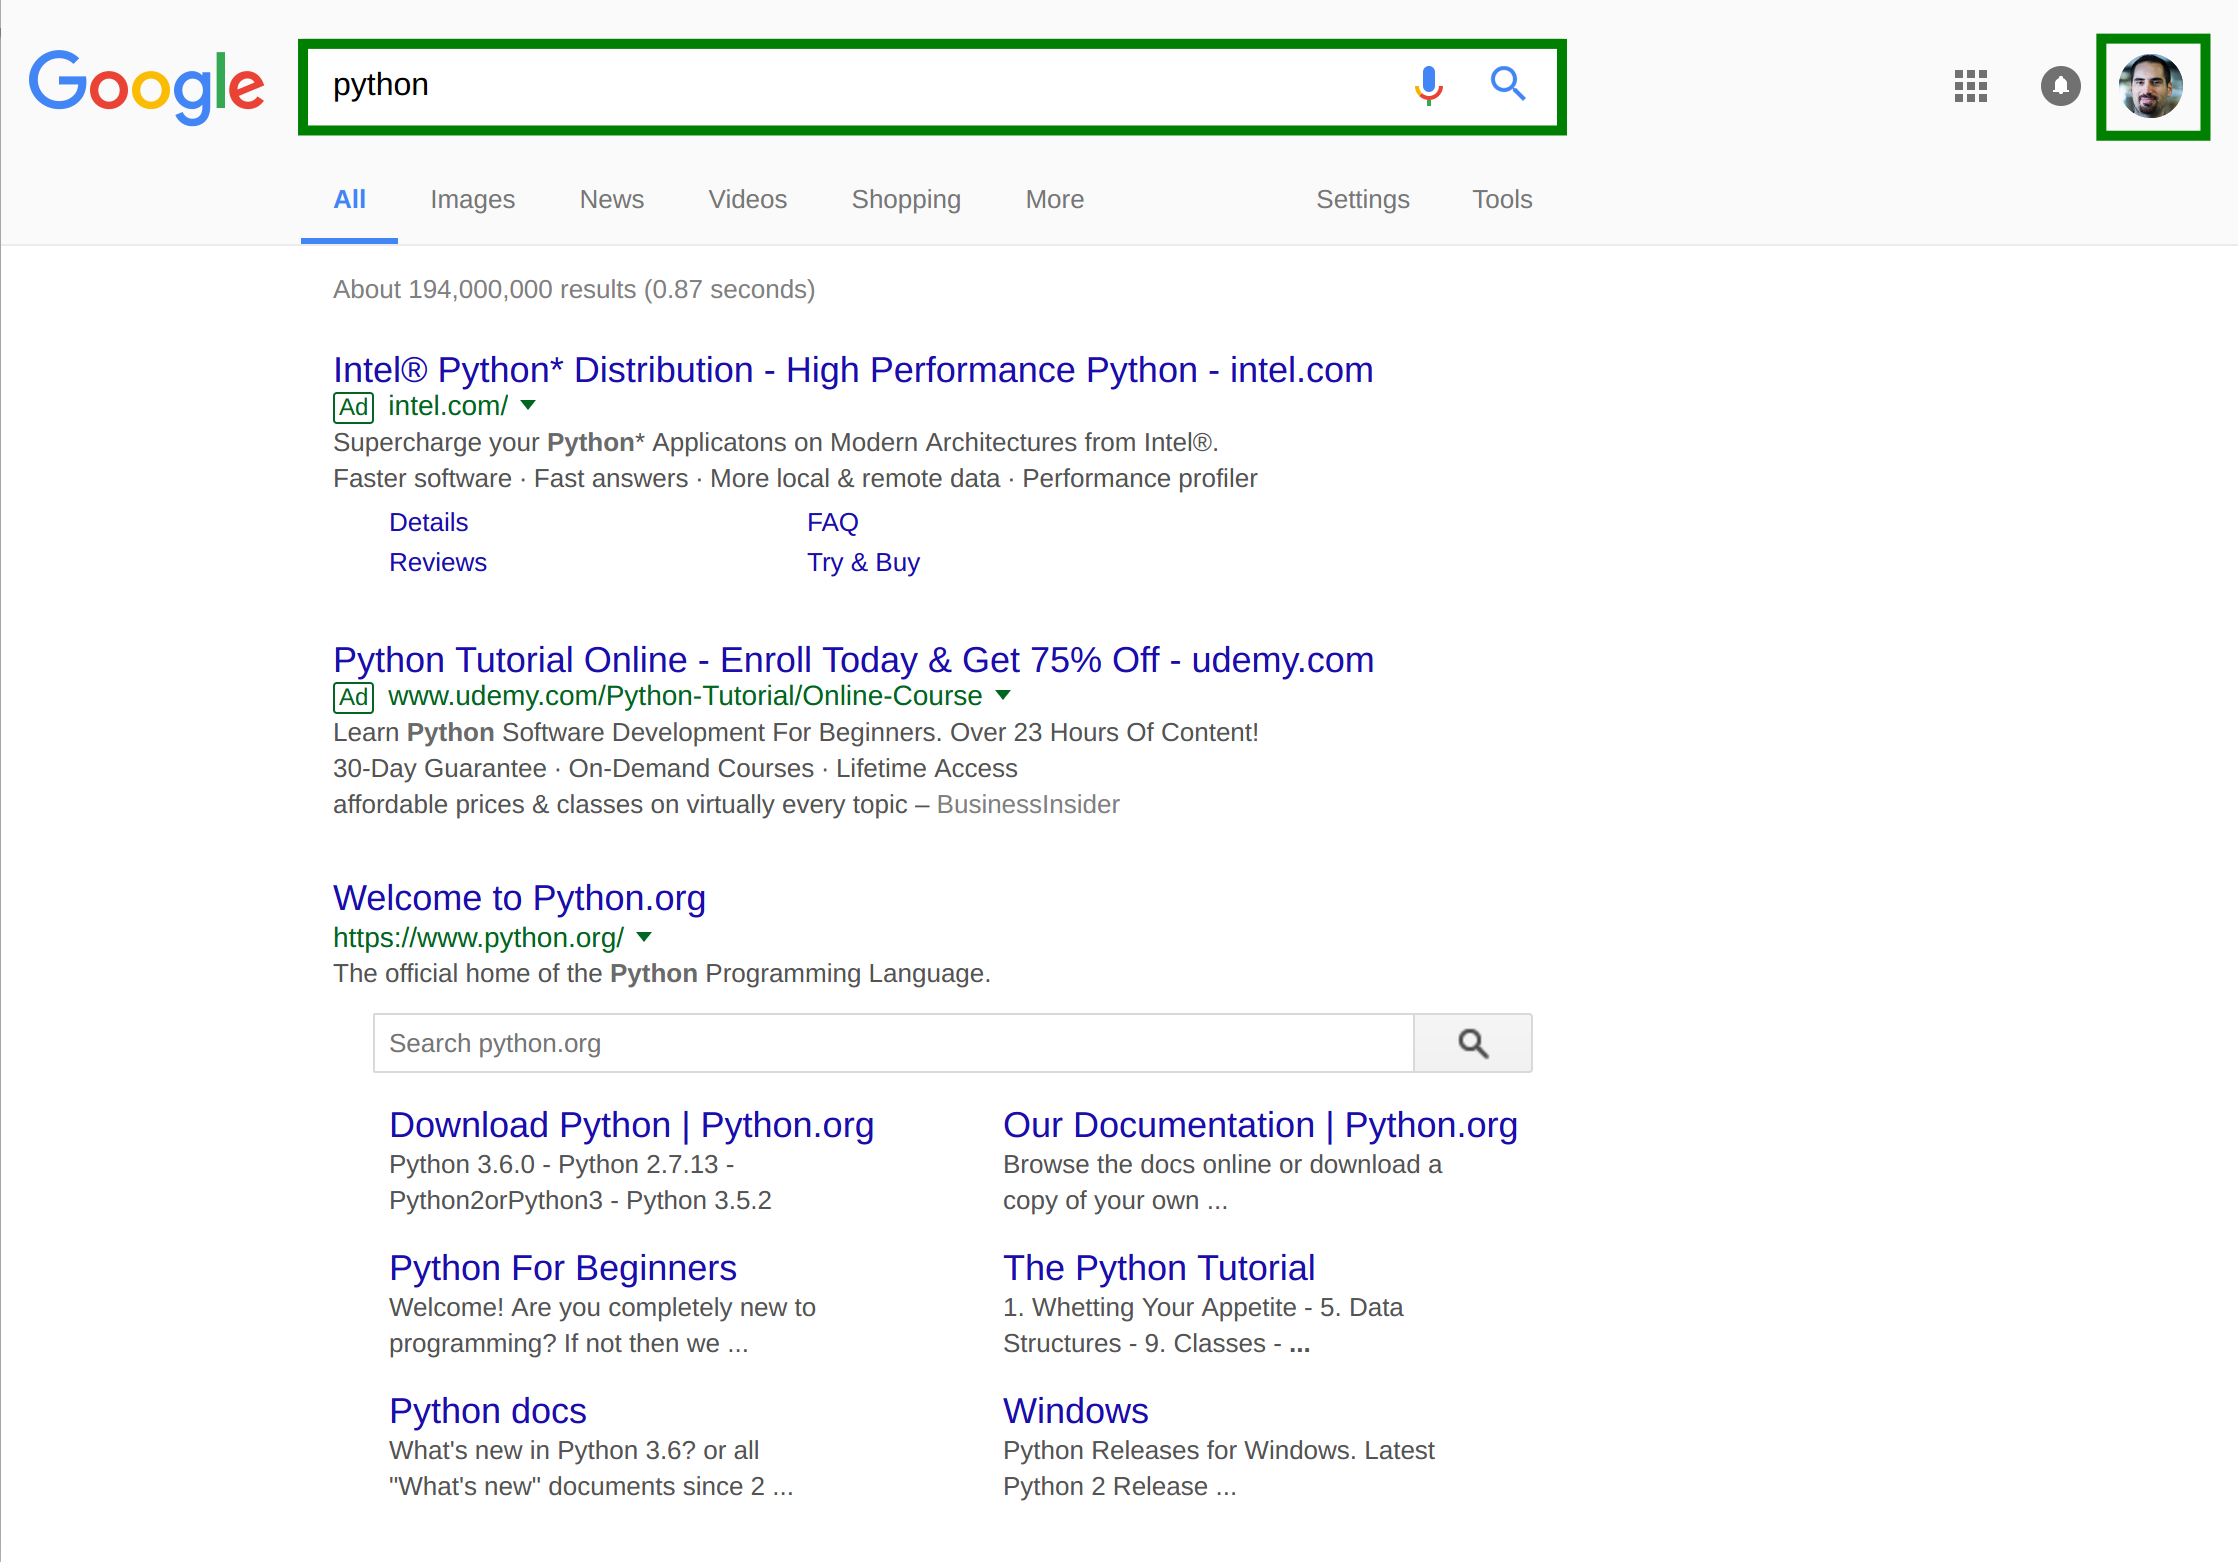 Google
python
All Images News Videos Shopping More Settings Tools
About 194,000,000 results (0.87 seconds)
Intel® Python* Distribution - High Performance Python - intel.com
Ad intel.com/
Supercharge your Python* Applicatons on Modern Architectures from Intel®.
Faster software · Fast answers · More local & remote data · Performance profiler
Details FAQ
Reviews Try & Buy
Python Tutorial Online - Enroll Today & Get 75% Off - udemy.com
Ad www.udemy.com/Python-Tutorial/Online-Course
Learn Python Software Development For Beginners. Over 23 Hours Of Content!
30-Day Guarantee · On-Demand Courses · Lifetime Access
affordable prices & classes on virtually every topic – BusinessInsider
Welcome to Python.org
https://www.python.org/
The official home of the Python Programming Language.
Search python.org
Download Python | Python.org
Python 3.6.0 - Python 2.7.13 -
Python2orPython3 - Python 3.5.2
Our Documentation | Python.org
Browse the docs online or download a
copy of your own ...
Python For Beginners
Welcome! Are you completely new to
programming? If not then we ...
The Python Tutorial
1. Whetting Your Appetite - 5. Data
Structures - 9. Classes - ...
Python docs
What's new in Python 3.6? or all
"What's new" documents since 2 ...
Windows
Python Releases for Windows. Latest
Python 2 Release ...